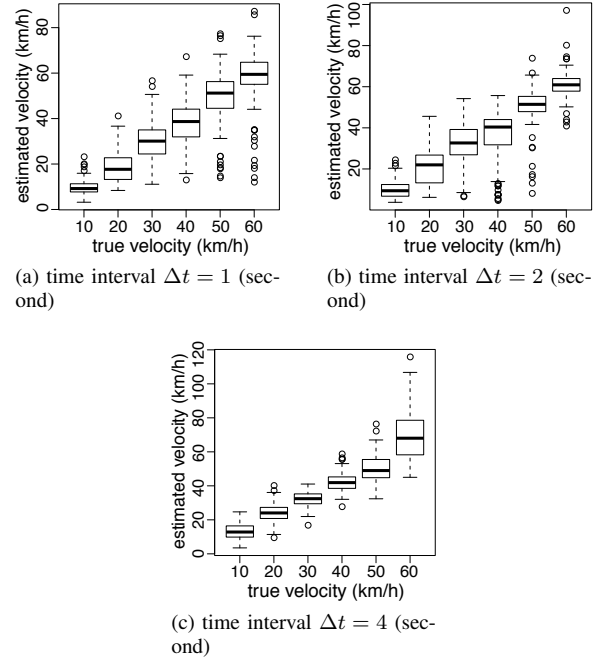 estimated velocity (km/h)
0 20 40 60 80
10 20 30 40 50 60
true velocity (km/h)
(a) time interval Δt = 1 (sec-
ond)
estimated velocity (km/h)
20 40 60 80 100
10 20 30 40 50 60
true velocity (km/h)
(b) time interval Δt = 2 (sec-
ond)
estimated velocity (km/h)
0 20 40 60 80 100 120
10 20 30 40 50 60
true velocity (km/h)
(c) time interval Δt = 4 (sec-
ond)